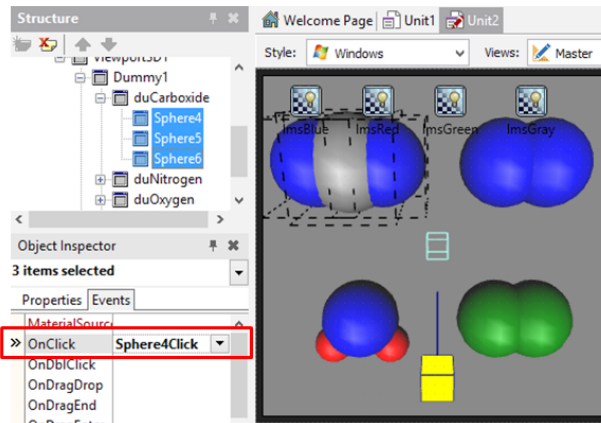 Structure
Viewport3D1
Dummy1
duCarboxide
Sphere4
Sphere5
Sphere6
duNitrogen
duOxygen
Object Inspector
3 items selected
Properties Events
MaterialSource
OnClick Sphere4Click
OnDblClick
OnDragDrop
OnDragEnd
OnDragEnter
Welcome Page Unit1 Unit2
Style: Windows Views: Master
lmsBlue lmsRed lmsGreen lmsGray